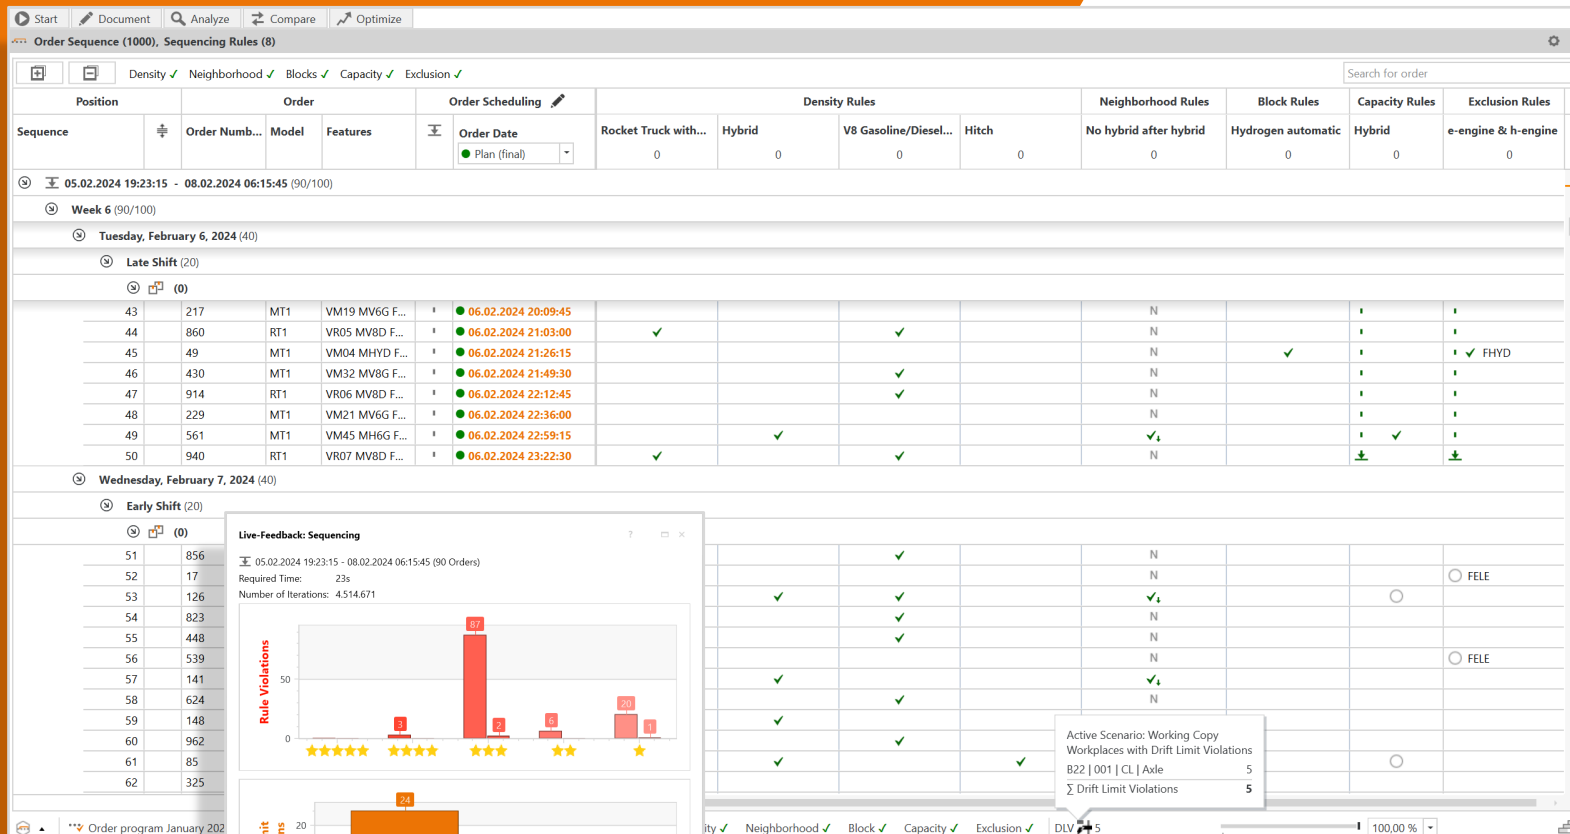 Start Document Analyze Compare Optimize
Order Sequence (1000), Sequencing Rules (8)
Density Neighborhood Blocks Capacity Exclusion Search for order
Position Order Order Scheduling Density Rules Neighborhood Rules Block Rules Capacity Rules Exclusion Rules
Sequence Order Numb... Model Features Order Date Rocket Truck with... Hybrid V8 Gasoline/Diesel... Hitch No hybrid after hybrid Hydrogen automatic Hybrid e-engine & h-engine
Plan (final) 0 0 0 0 0 0 0 0
05.02.2024 19:23:15 - 08.02.2024 06:15:45 (90/100)
Week 6 (90/100)
Tuesday, February 6, 2024 (40)
Late Shift (20)
(0)
43 217 MT1 VM19 MV6G F... 06.02.2024 20:09:45 N
44 860 RT1 VR05 MV8D F... 06.02.2024 21:03:00 N
45 49 MT1 VM04 MHYD F... 06.02.2024 21:26:15 N FHYD
46 430 MT1 VM32 MV8G F... 06.02.2024 21:49:30 N
47 914 RT1 VR06 MV8D F... 06.02.2024 22:12:45 N
48 229 MT1 VM21 MV6G F... 06.02.2024 22:36:00 N
49 561 MT1 VM45 MH6G F... 06.02.2024 22:59:15
50 940 RT1 VR07 MV8D F... 06.02.2024 23:22:30 N
Wednesday, February 7, 2024 (40)
Early Shift (20)
(0)
51 856 N
52 17 N FELE
53 126
54 823 N
55 448 N
56 539 N FELE
57 141
58 624 N
59 148
60 962
61 85
62 325
Live-Feedback: Sequencing ?
05.02.2024 19:23:15 - 08.02.2024 06:15:45 (90 Orders)
Required Time: 23s
Number of Iterations: 4.514.671
Rule Violations
50
0
3
87
2
6
20
1
24
20
Active Scenario: Working Copy
Workplaces with Drift Limit Violations
B22 | 001 | CL | Axle 5
∑ Drift Limit Violations 5
Order program January 202 ity Neighborhood Block Capacity Exclusion DLV 5 100,00 %